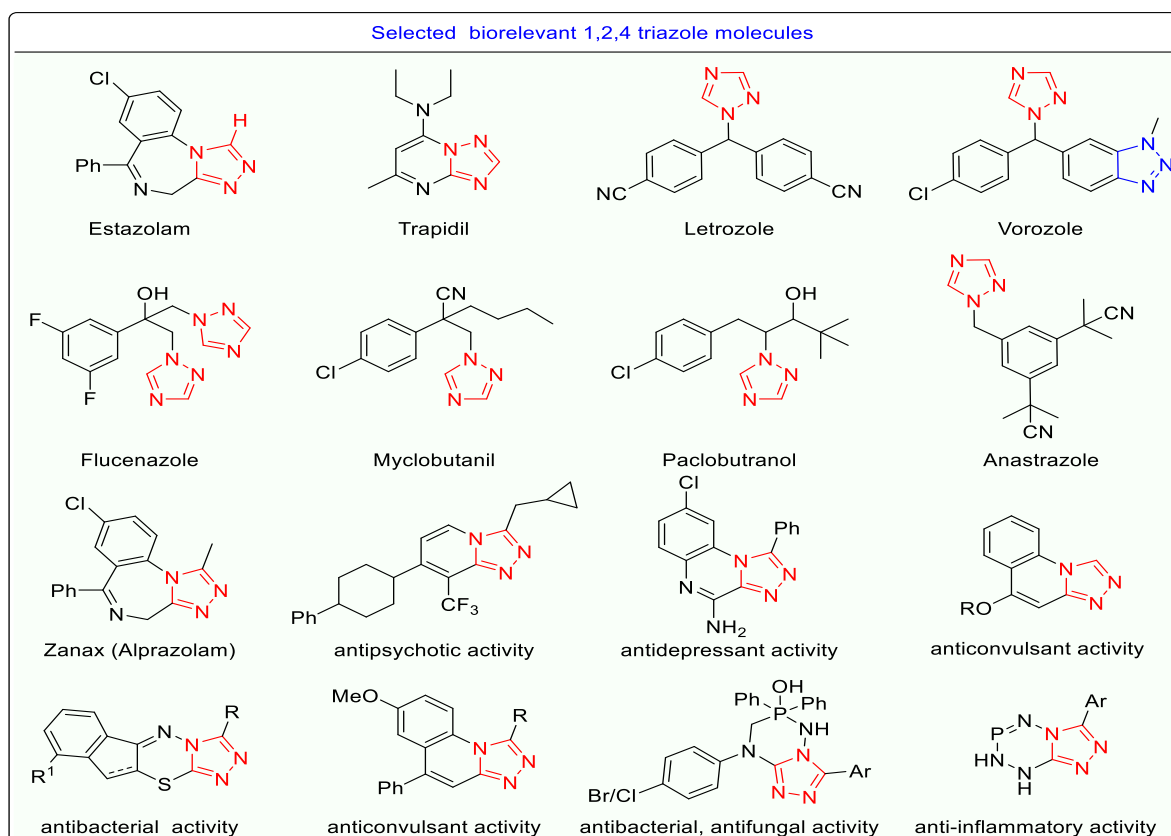 Selected biorelevant 1,2,4 triazole molecules
Cl
H
Ph
N
N
N
N
Estazolam
N
N
N
N
N
Trapidil
N
N
N
NC
CN
Letrozole
N
N
N
N
N
N
Cl
Vorozole
F
OH
N
N
N
N
N
N
F
Flucenazole
CN
N
N
N
Cl
Myclobutanil
OH
N
N
N
Cl
Paclobutranol
N
N
N
CN
CN
Anastrazole
Cl
N
N
N
Ph
N
Zanax (Alprazolam)
N
N
N
CF3
Ph
antipsychotic activity
Cl
Ph
N
N
N
N
NH2
antidepressant activity
N
N
N
RO
anticonvulsant activity
R
N
N
N
N
S
R1
antibacterial activity
MeO
R
N
N
N
Ph
anticonvulsant activity
OH
Ph
Ph
P
NH
N
N
N
N
Ar
Br/Cl
antibacterial, antifungal activity
Ar
P
N
N
N
N
HN
N
H
anti-inflammatory activity